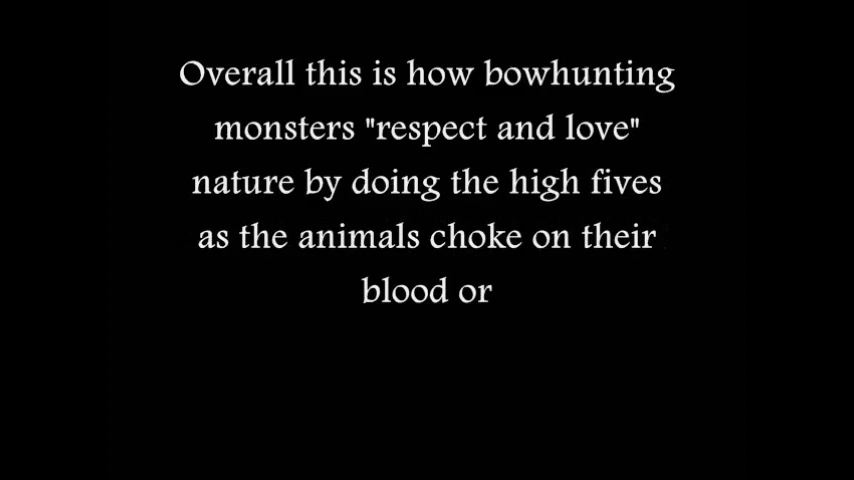 Overall this is how bowhunting
monsters "respect and love"
nature by doing the high fives
as the animals choke on their
blood or